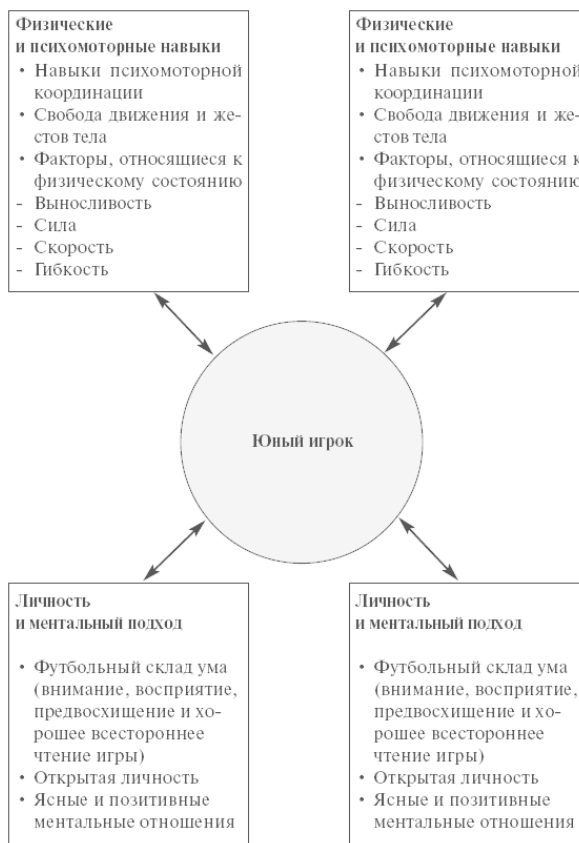 Физические
и психомоторные навыки
• Навыки психомоторной
координации
• Свобода движения и же-
стов тела
• Факторы, относящиеся к
физическому состоянию
- Выносливость
- Сила
- Скорость
- Гибкость
Физические
и психомоторные навыки
• Навыки психомоторной
координации
• Свобода движения и же-
стов тела
• Факторы, относящиеся к
физическому состоянию
- Выносливость
- Сила
- Скорость
- Гибкость
Юный игрок
Личность
и ментальный подход
• Футбольный склад ума
(внимание, восприятие,
предвосхищение и хо-
рошее всестороннее
чтение игры)
• Открытая личность
• Ясные и позитивные
ментальные отношения
Личность
и ментальный подход
• Футбольный склад ума
(внимание, восприятие,
предвосхищение и хо-
рошее всестороннее
чтение игры)
• Открытая личность
• Ясные и позитивные
ментальные отношения